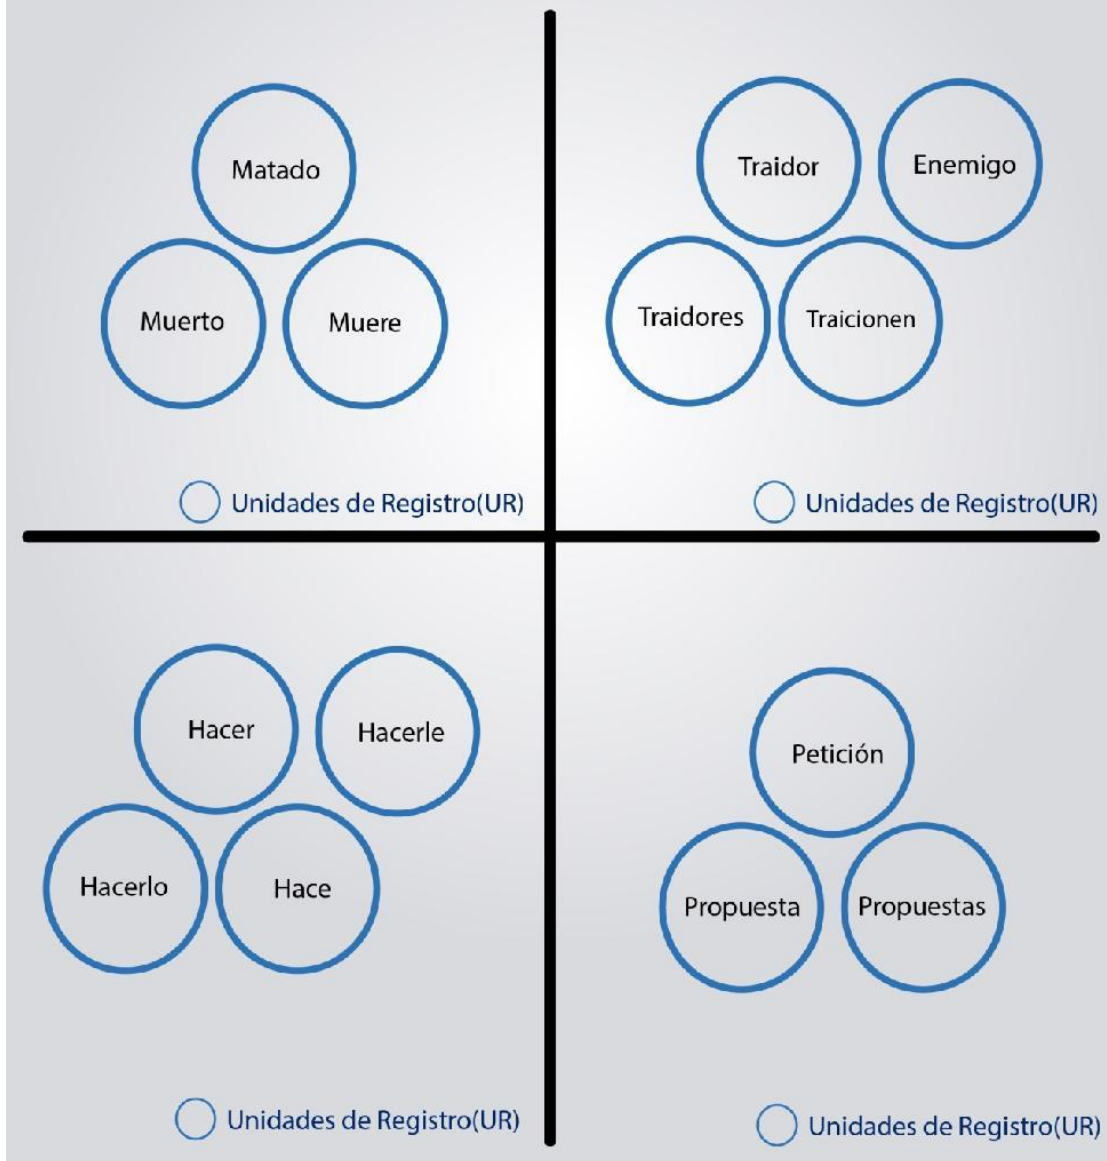 Matado
Muerto
Muere
Unidades de Registro(UR)
Traidor
Enemigo
Traidores
Traicionen
Unidades de Registro(UR)
Hacer
Hacerle
Hacerlo
Hace
Unidades de Registro(UR)
Petición
Propuesta
Propuestas
Unidades de Registro(UR)